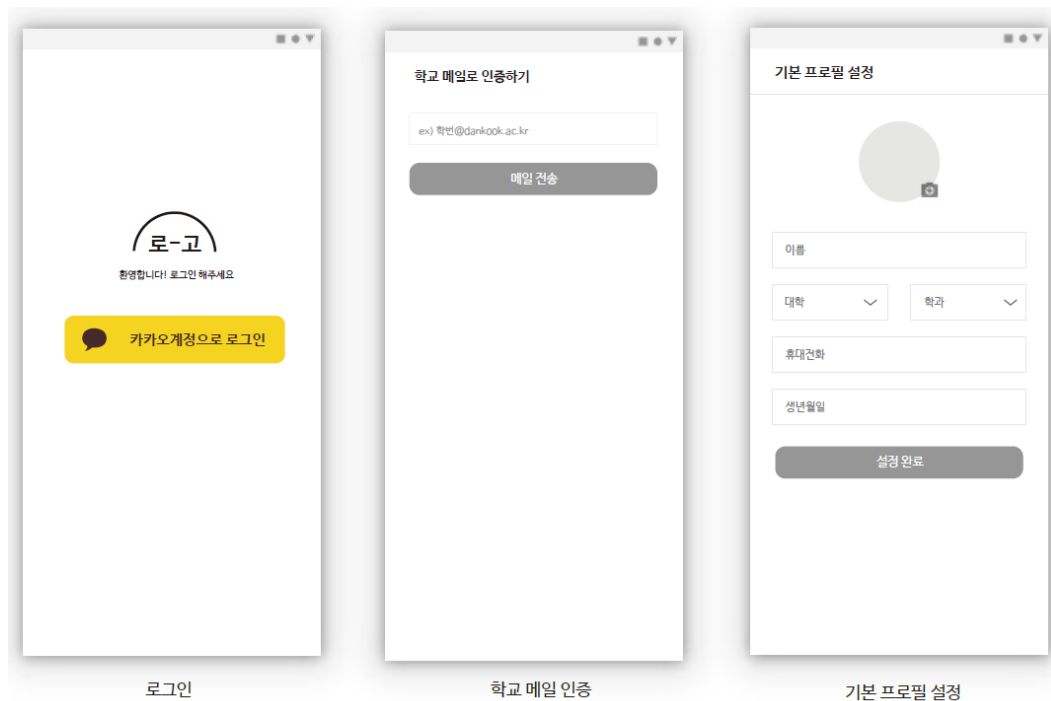 로-고
환영합니다! 로그인 해주세요
카카오계정으로 로그인
로그인
학교 메일로 인증하기
ex) 학번@dankook.ac.kr
메일 전송
학교 메일 인증
기본 프로필 설정
이름
대학 학과
휴대전화
생년월일
설정 완료
기본 프로필 설정